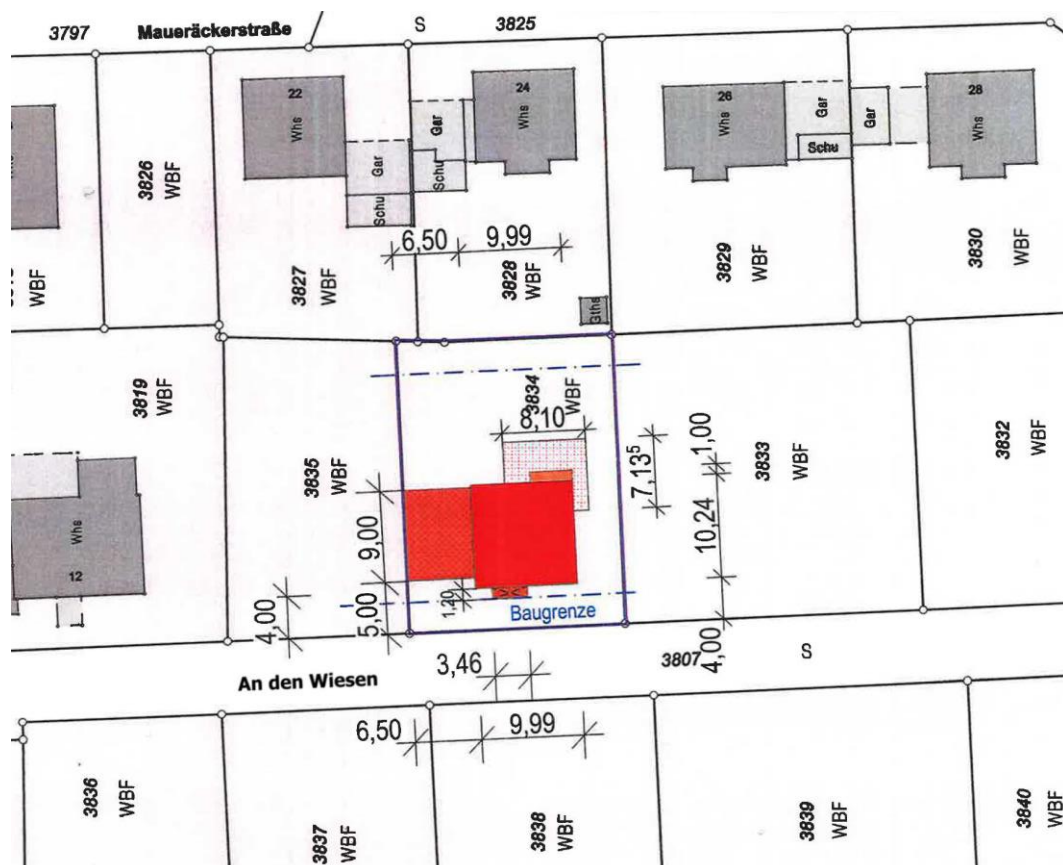 3797
Maueräckerstraße
S
3825
22
Whs
Gar
Schu
24
Whs
Gar
Schu
26
Whs
Gar
Schu
Gar
28
Whs
3826
WBF
3827
WBF
6,50
9,99
3828
WBF
3829
WBF
3830
WBF
WBF
Gths
3819
WBF
3835
WBF
3834
WBF
8,10
7,13⁵
1,00
10,24
3833
WBF
3832
WBF
Whs
12
9,00
4,00
5,00
1,20
Baugrenze
4,00
An den Wiesen
3,46
3807
S
6,50
9,99
3836
WBF
3837
WBF
3838
WBF
3839
WBF
3840
WBF